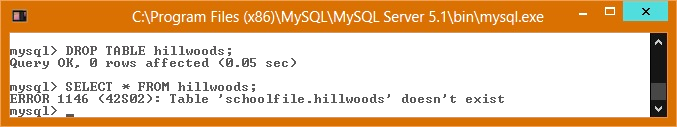 C:\Program Files (x86)\MySQL\MySQL Server 5.1\bin\mysql.exe
mysql> DROP TABLE hillwoods;
Query OK, 0 rows affected (0.05 sec)
mysql> SELECT * FROM hillwoods;
ERROR 1146 (42S02): Table 'schoolfile.hillwoods' doesn't exist
mysql> _